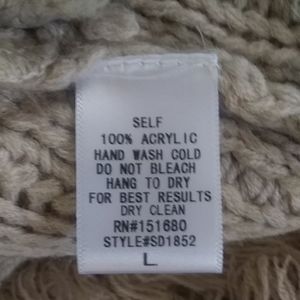 SELF
100% ACRYLIC
HAND WASH COLD
DO NOT BLEACH
HANG TO DRY
FOR BEST RESULTS
DRY CLEAN
RN#151680
STYLE#SD1852
L